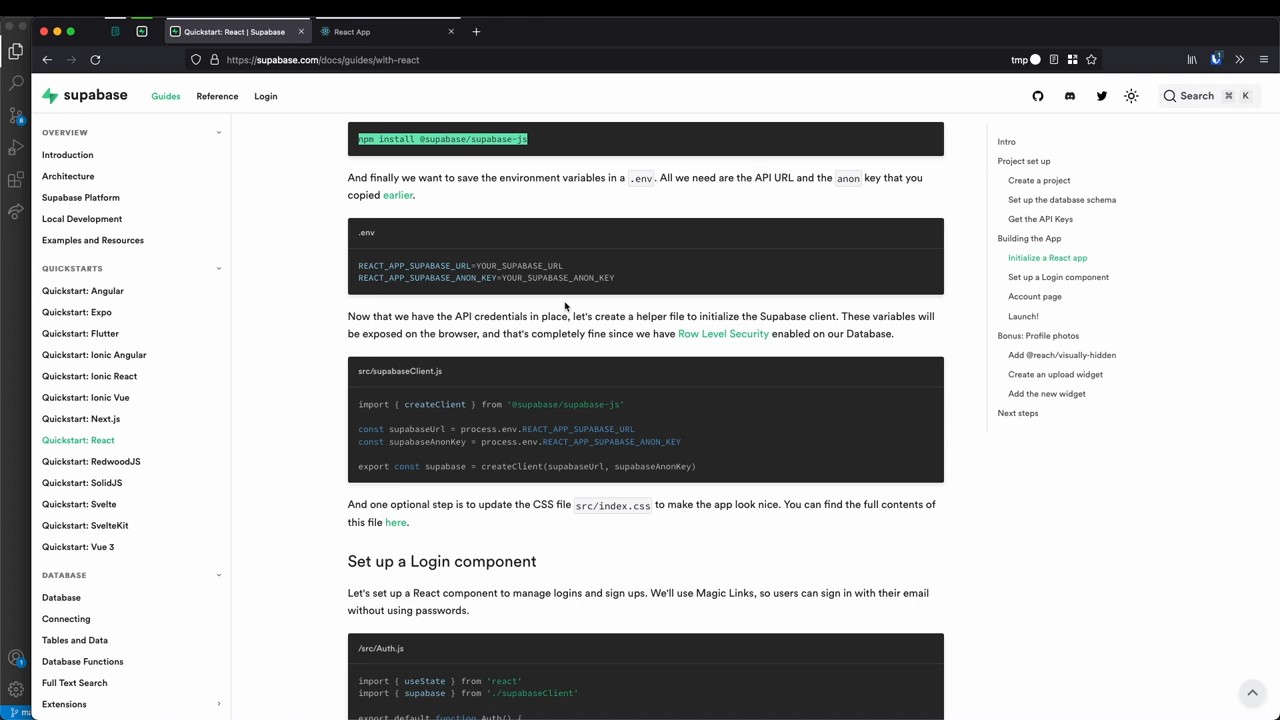 Quickstart: React | Supabase
React App
https://supabase.com/docs/guides/with-react
tmp
1
supabase
Guides
Reference
Login
Search
⌘
K
8
OVERVIEW
Introduction
Architecture
Supabase Platform
Local Development
Examples and Resources
QUICKSTARTS
Quickstart: Angular
Quickstart: Expo
Quickstart: Flutter
Quickstart: Ionic Angular
Quickstart: Ionic React
Quickstart: Ionic Vue
Quickstart: Next.js
Quickstart: React
Quickstart: RedwoodJS
Quickstart: SolidJS
Quickstart: Svelte
Quickstart: SvelteKit
Quickstart: Vue 3
DATABASE
Database
Connecting
Tables and Data
Database Functions
Full Text Search
Extensions
1
npm install @supabase/supabase-js
And finally we want to save the environment variables in a .env. All we need are the API URL and the anon key that you
copied earlier.
.env
REACT_APP_SUPABASE_URL=YOUR_SUPABASE_URL
REACT_APP_SUPABASE_ANON_KEY=YOUR_SUPABASE_ANON_KEY
Now that we have the API credentials in place, let's create a helper file to initialize the Supabase client. These variables will
be exposed on the browser, and that's completely fine since we have Row Level Security enabled on our Database.
src/supabaseClient.js
import { createClient } from '@supabase/supabase-js'
const supabaseUrl = process.env.REACT_APP_SUPABASE_URL
const supabaseAnonKey = process.env.REACT_APP_SUPABASE_ANON_KEY
export const supabase = createClient(supabaseUrl, supabaseAnonKey)
And one optional step is to update the CSS file src/index.css to make the app look nice. You can find the full contents of
this file here.
Set up a Login component
Let's set up a React component to manage logins and sign ups. We'll use Magic Links, so users can sign in with their email
without using passwords.
/src/Auth.js
import { useState } from 'react'
import { supabase } from './supabaseClient'
export default function Auth() {
Intro
Project set up
Create a project
Set up the database schema
Get the API Keys
Building the App
Initialize a React app
Set up a Login component
Account page
Launch!
Bonus: Profile photos
Add @reach/visually-hidden
Create an upload widget
Add the new widget
Next steps